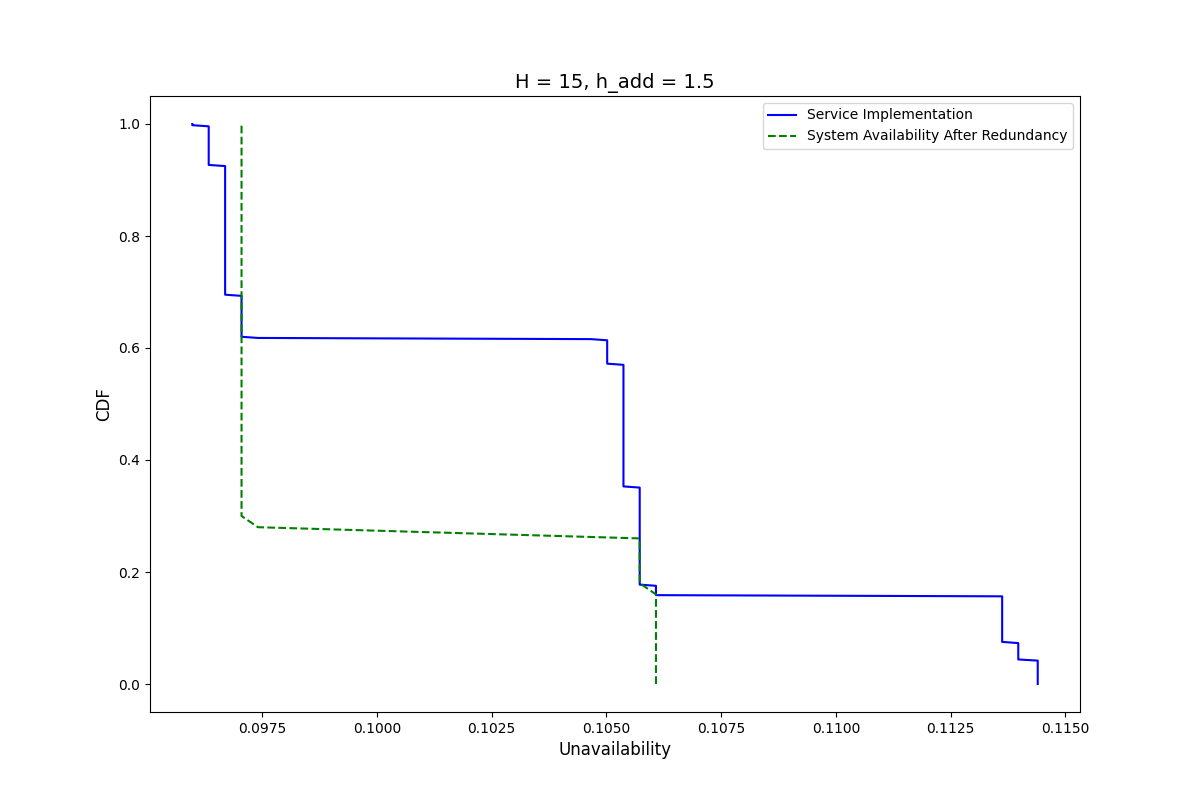 H = 15, h_add = 1.5
Service Implementation
System Availability After Redundancy
CDF
1.0
0.8
0.6
0.4
0.2
0.0
0.0975 0.1000 0.1025 0.1050 0.1075 0.1100 0.1125 0.1150
Unavailability